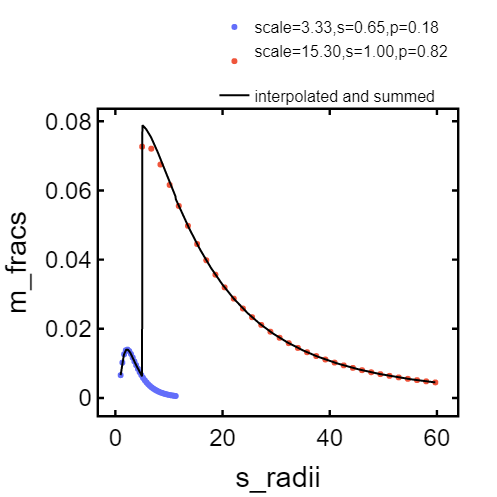 scale=3.33,s=0.65,p=0.18
scale=15.30,s=1.00,p=0.82
interpolated and summed
0.08
0.06
0.04
0.02
0
m_fracs
0 20 40 60
s_radii